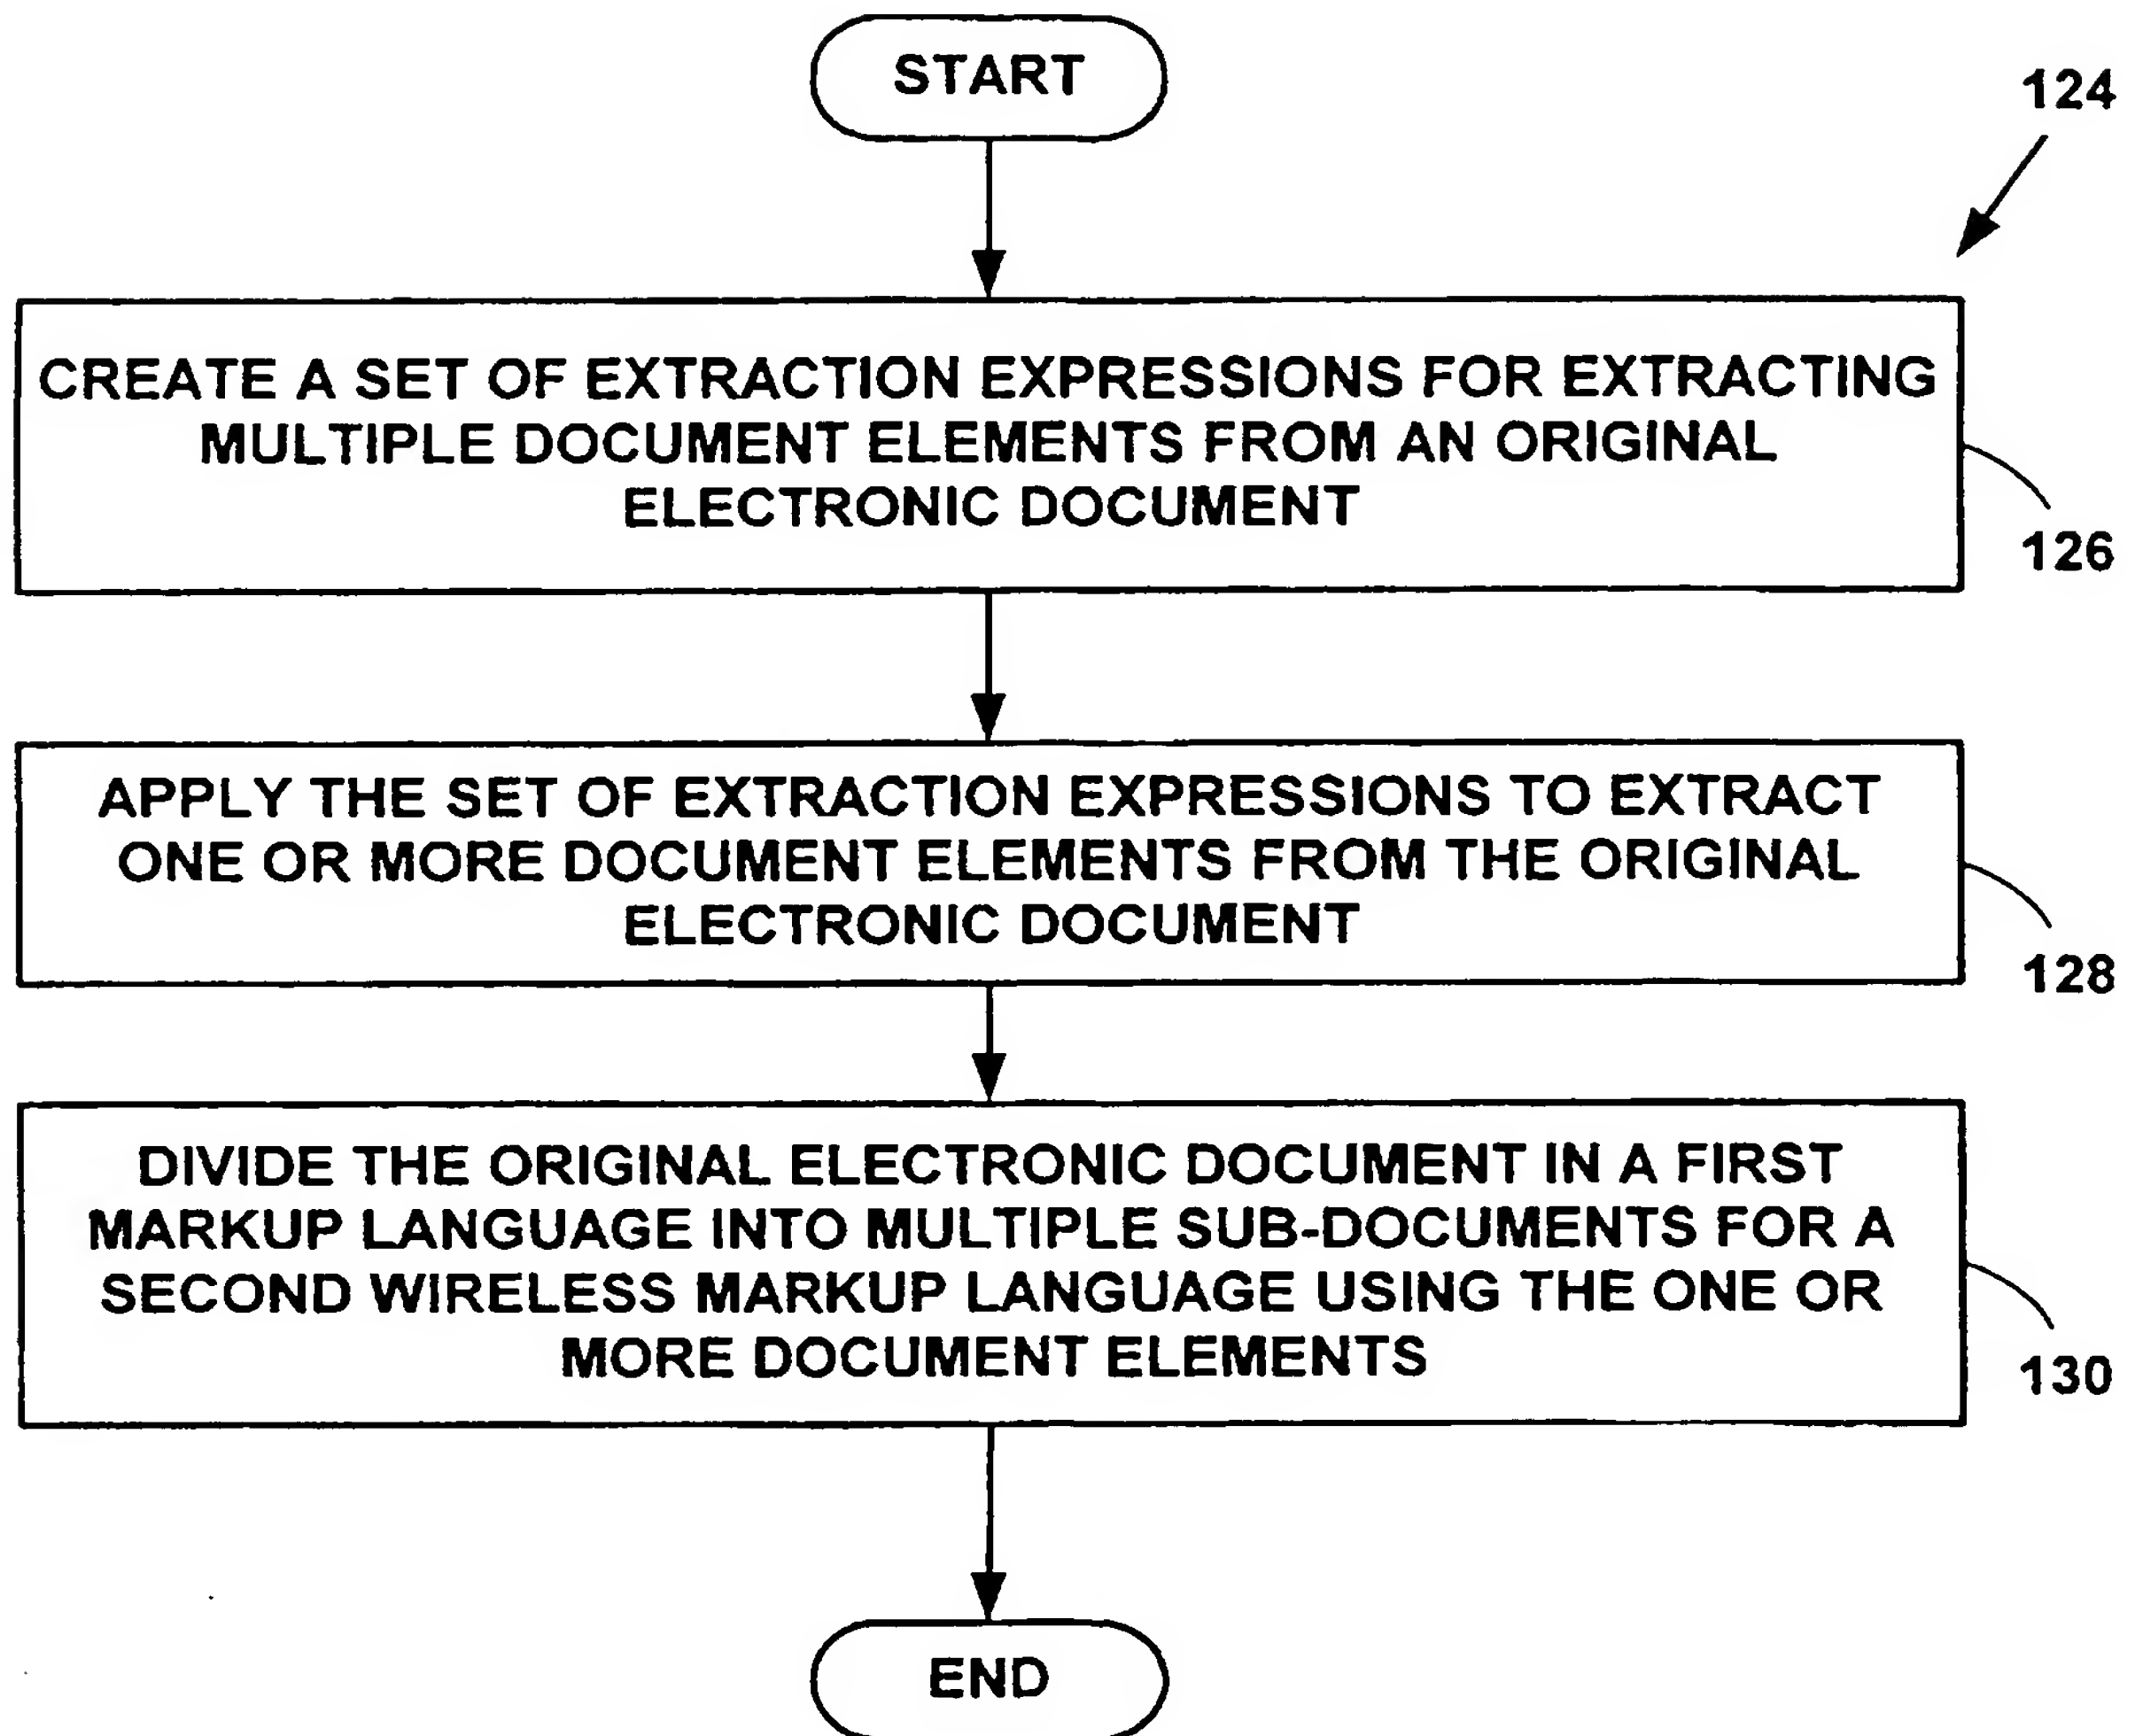 START
124
CREATE A SET OF EXTRACTION EXPRESSIONS FOR EXTRACTING
MULTIPLE DOCUMENT ELEMENTS FROM AN ORIGINAL
ELECTRONIC DOCUMENT
126
APPLY THE SET OF EXTRACTION EXPRESSIONS TO EXTRACT
ONE OR MORE DOCUMENT ELEMENTS FROM THE ORIGINAL
ELECTRONIC DOCUMENT
128
DIVIDE THE ORIGINAL ELECTRONIC DOCUMENT IN A FIRST
MARKUP LANGUAGE INTO MULTIPLE SUB-DOCUMENTS FOR A
SECOND WIRELESS MARKUP LANGUAGE USING THE ONE OR
MORE DOCUMENT ELEMENTS
130
END